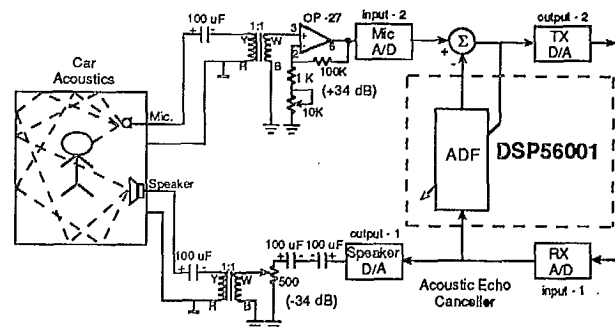 Car
Acoustics
Mic.
Speaker
100 uF
+ -
1:1
Y W
R B
OP - 27
3
+
-
2
6
100K
1 K
10K
(+34 dB)
input - 2
Mic
A/D
+
Σ
-
output - 2
TX
D/A
ADF
DSP56001
output - 1
Speaker
D/A
100 uF 100 uF
+ - - +
100 uF
+ -
1:1
Y W
R B
500
(-34 dB)
Acoustic Echo
Canceller
RX
A/D
input - 1